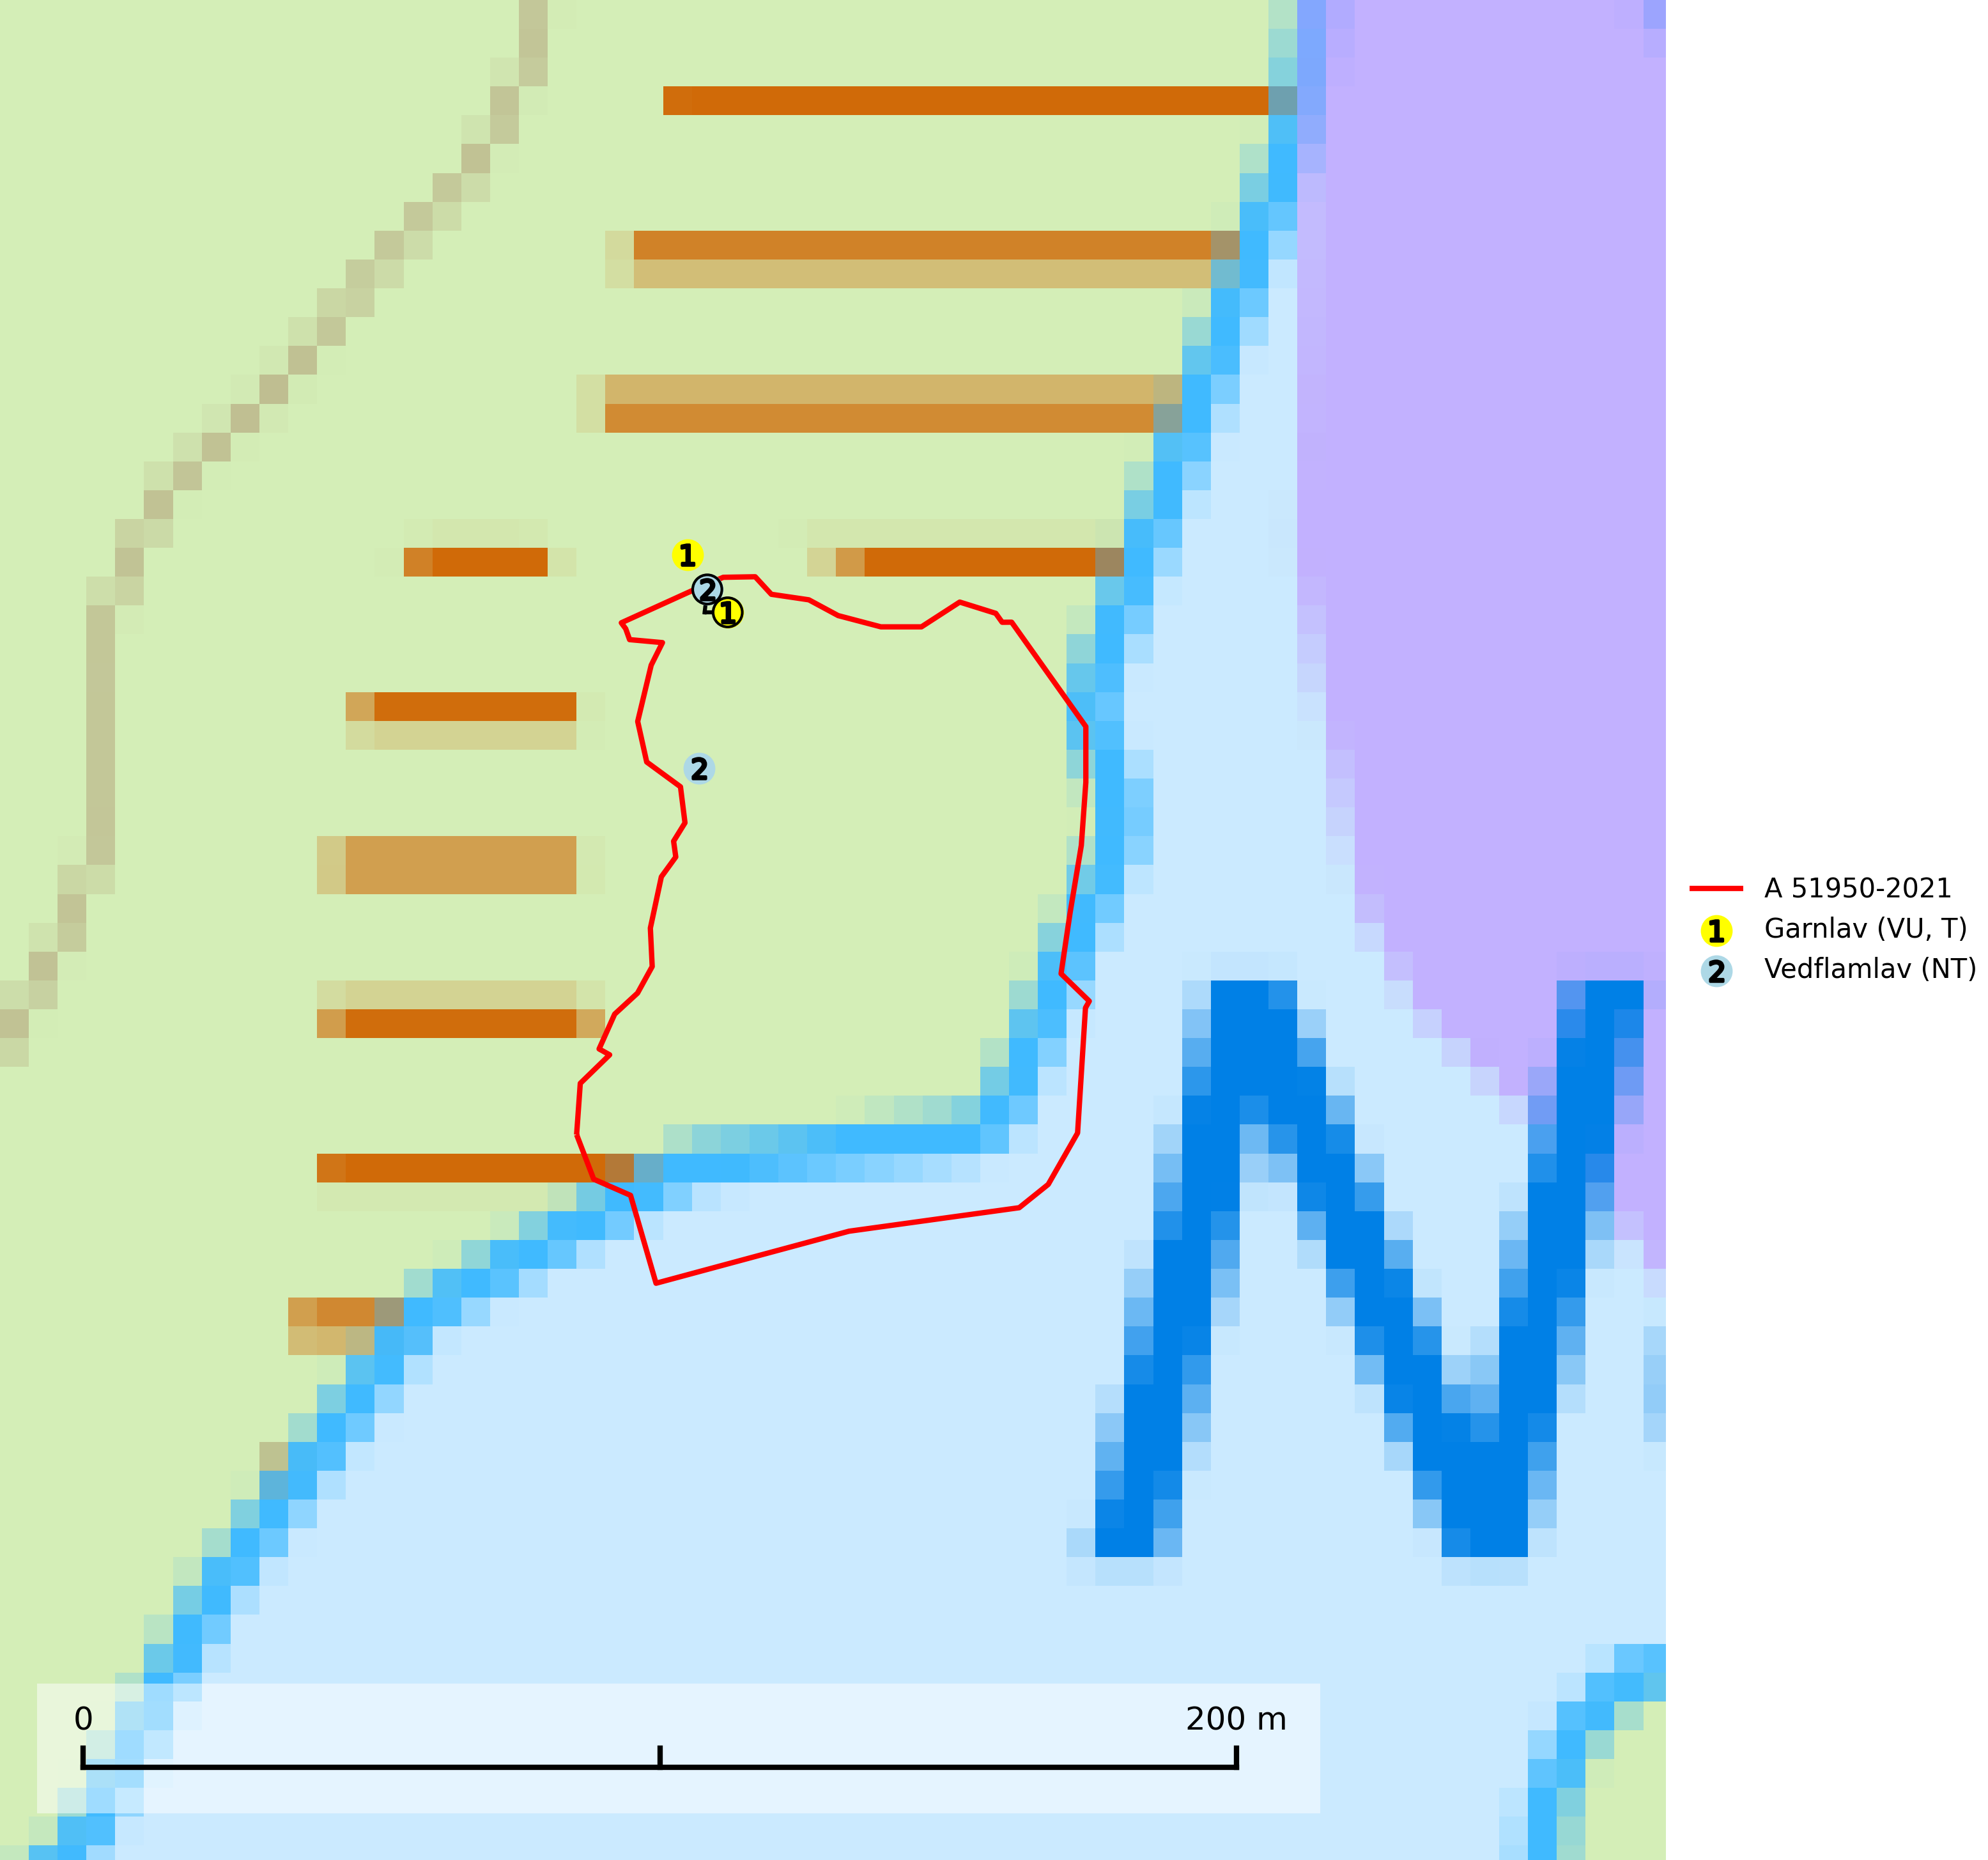 1
2
1
2
A 51950-2021
1 Garnlav (VU, T)
2 Vedflamlav (NT)
0 200 m